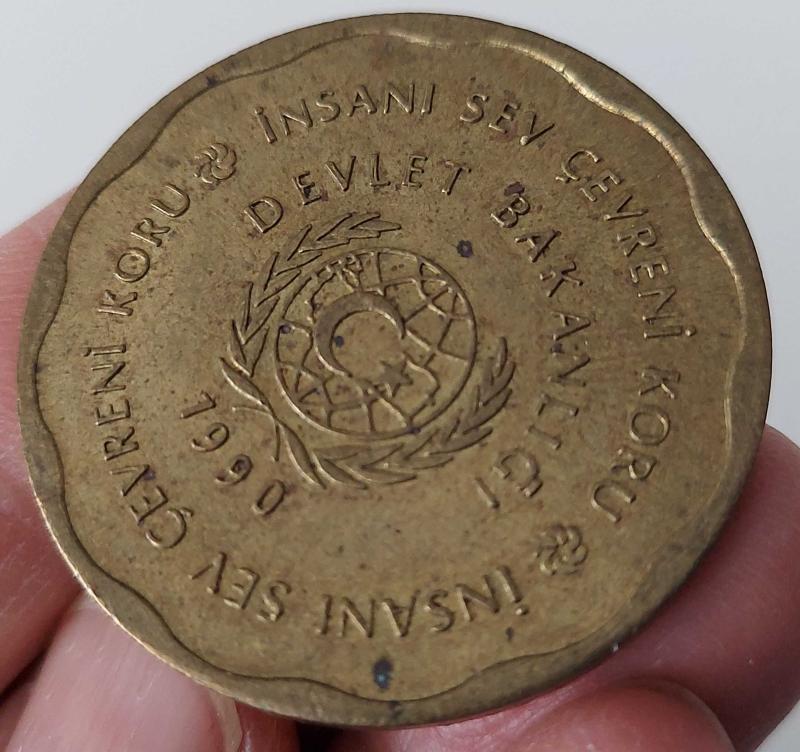 İNSANI SEV ÇEVRENİ KORU
İNSANI SEV ÇEVRENİ KORU
DEVLET BAKANLIĞI
1990